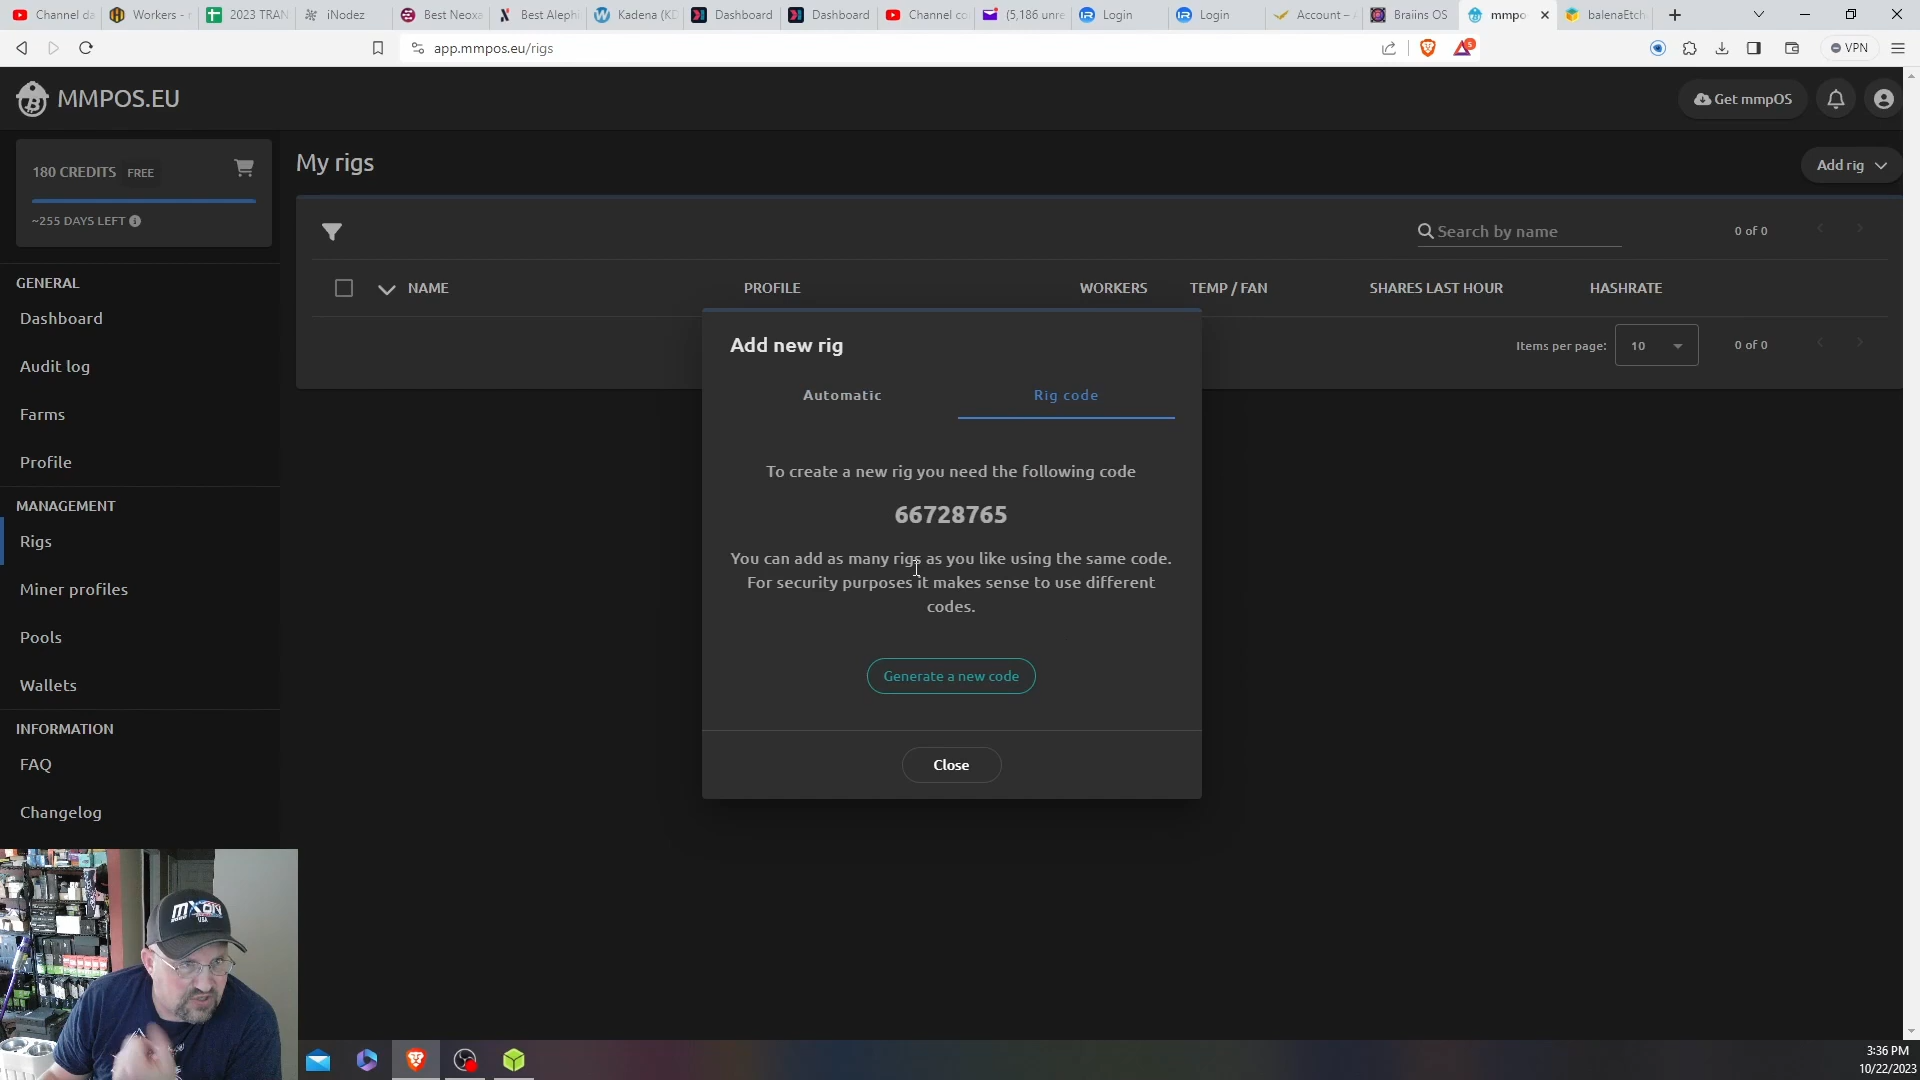 Channel da
Workers -
2023 TRAN
iNodez
Best Neoxa
Best Aleph
Kadena (KD
Dashboard
Dashboard
Channel co
(5,186 unre
Login
Login
Account –
Braiins OS
mmpo
balenaEtch
app.mmpos.eu/rigs
5
VPN
MMPOS.EU
Get mmpOS
180 CREDITS FREE
~255 DAYS LEFT
My rigs
Add rig
Search by name
0 of 0
NAME
PROFILE
WORKERS
TEMP / FAN
SHARES LAST HOUR
HASHRATE
Items per page:
10
0 of 0
GENERAL
Dashboard
Audit log
Farms
Profile
MANAGEMENT
Rigs
Miner profiles
Pools
Wallets
INFORMATION
FAQ
Changelog
Add new rig
Automatic
Rig code
To create a new rig you need the following code
66728765
You can add as many rigs as you like using the same code.
For security purposes it makes sense to use different
codes.
Generate a new code
Close
MXON
USA
3:36 PM
10/22/2023